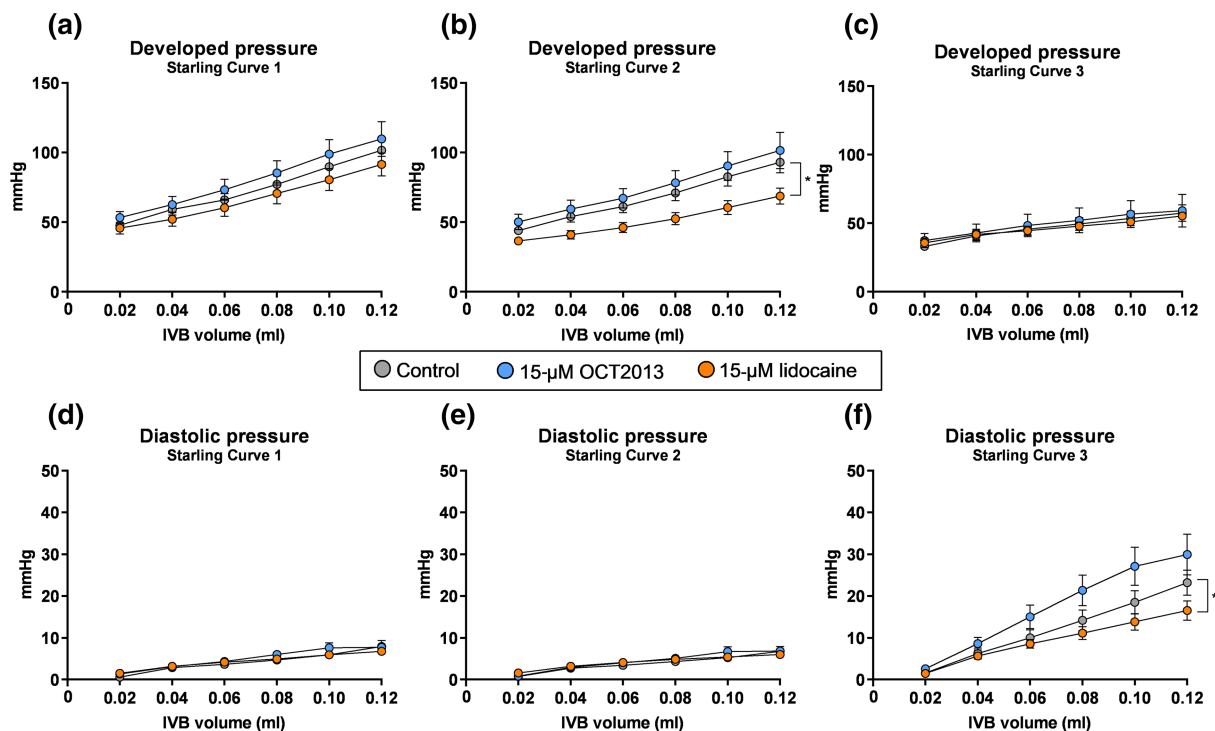 (a)
Developed pressure
Starling Curve 1
150
100
50
0
mmHg
0.02 0.04 0.06 0.08 0.10 0.12
IVB volume (ml)
(b)
Developed pressure
Starling Curve 2
150
100
50
0
mmHg
*
0.02 0.04 0.06 0.08 0.10 0.12
IVB volume (ml)
(c)
Developed pressure
Starling Curve 3
150
100
50
0
mmHg
0.02 0.04 0.06 0.08 0.10 0.12
IVB volume (ml)
Control 15-µM OCT2013 15-µM lidocaine
(d)
Diastolic pressure
Starling Curve 1
50
40
30
20
10
0
mmHg
0 0.02 0.04 0.06 0.08 0.10 0.12
IVB volume (ml)
(e)
Diastolic pressure
Starling Curve 2
50
40
30
20
10
0
mmHg
0 0.02 0.04 0.06 0.08 0.10 0.12
IVB volume (ml)
(f)
Diastolic pressure
Starling Curve 3
50
40
30
20
10
0
mmHg
*
0 0.02 0.04 0.06 0.08 0.10 0.12
IVB volume (ml)